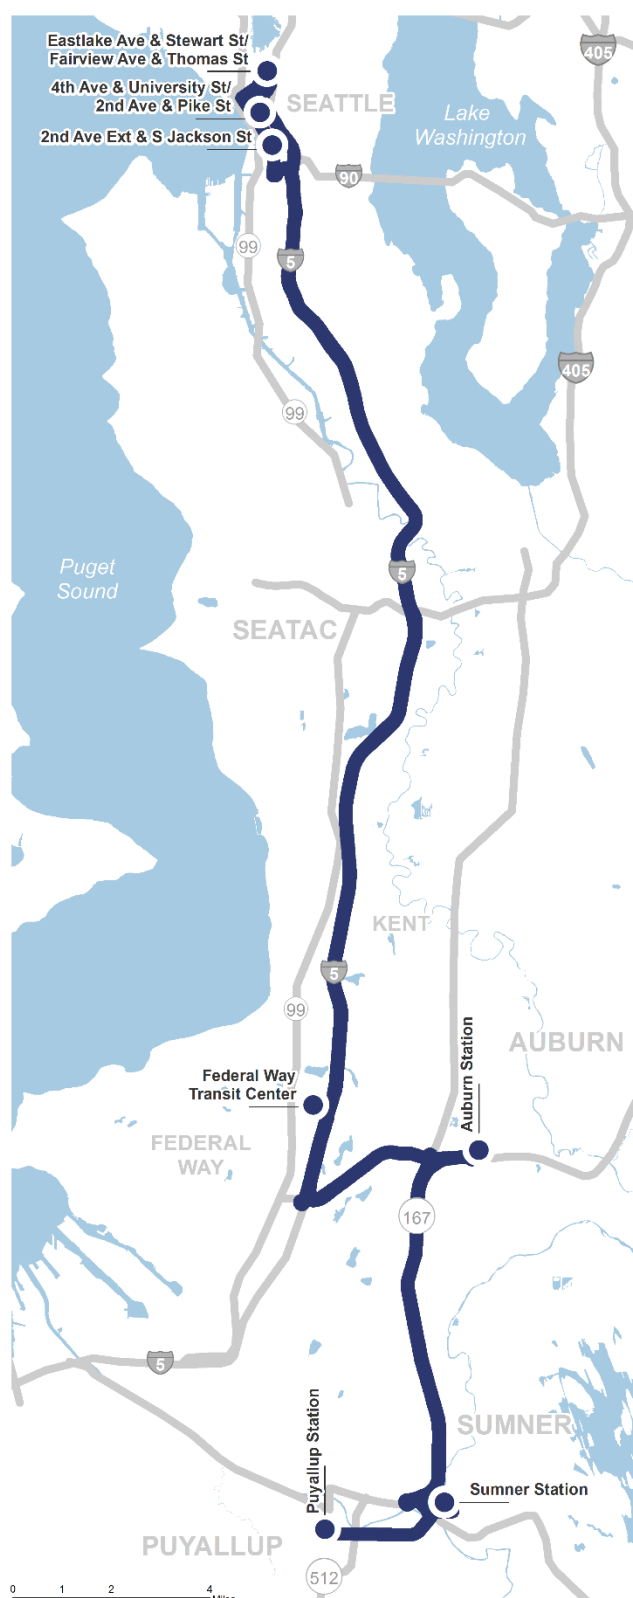 Eastlake Ave & Stewart St/
Fairview Ave & Thomas St
405
4th Ave & University St/
2nd Ave & Pike St
SEATTLE
Lake
Washington
2nd Ave Ext & S Jackson St
90
99
5
405
99
Puget
Sound
5
SEATAC
KENT
5
99
AUBURN
Federal Way
Transit Center
Auburn Station
FEDERAL
WAY
167
5
Puyallup Station
SUMNER
Sumner Station
PUYALLUP
512
0 1 2 4
Miles